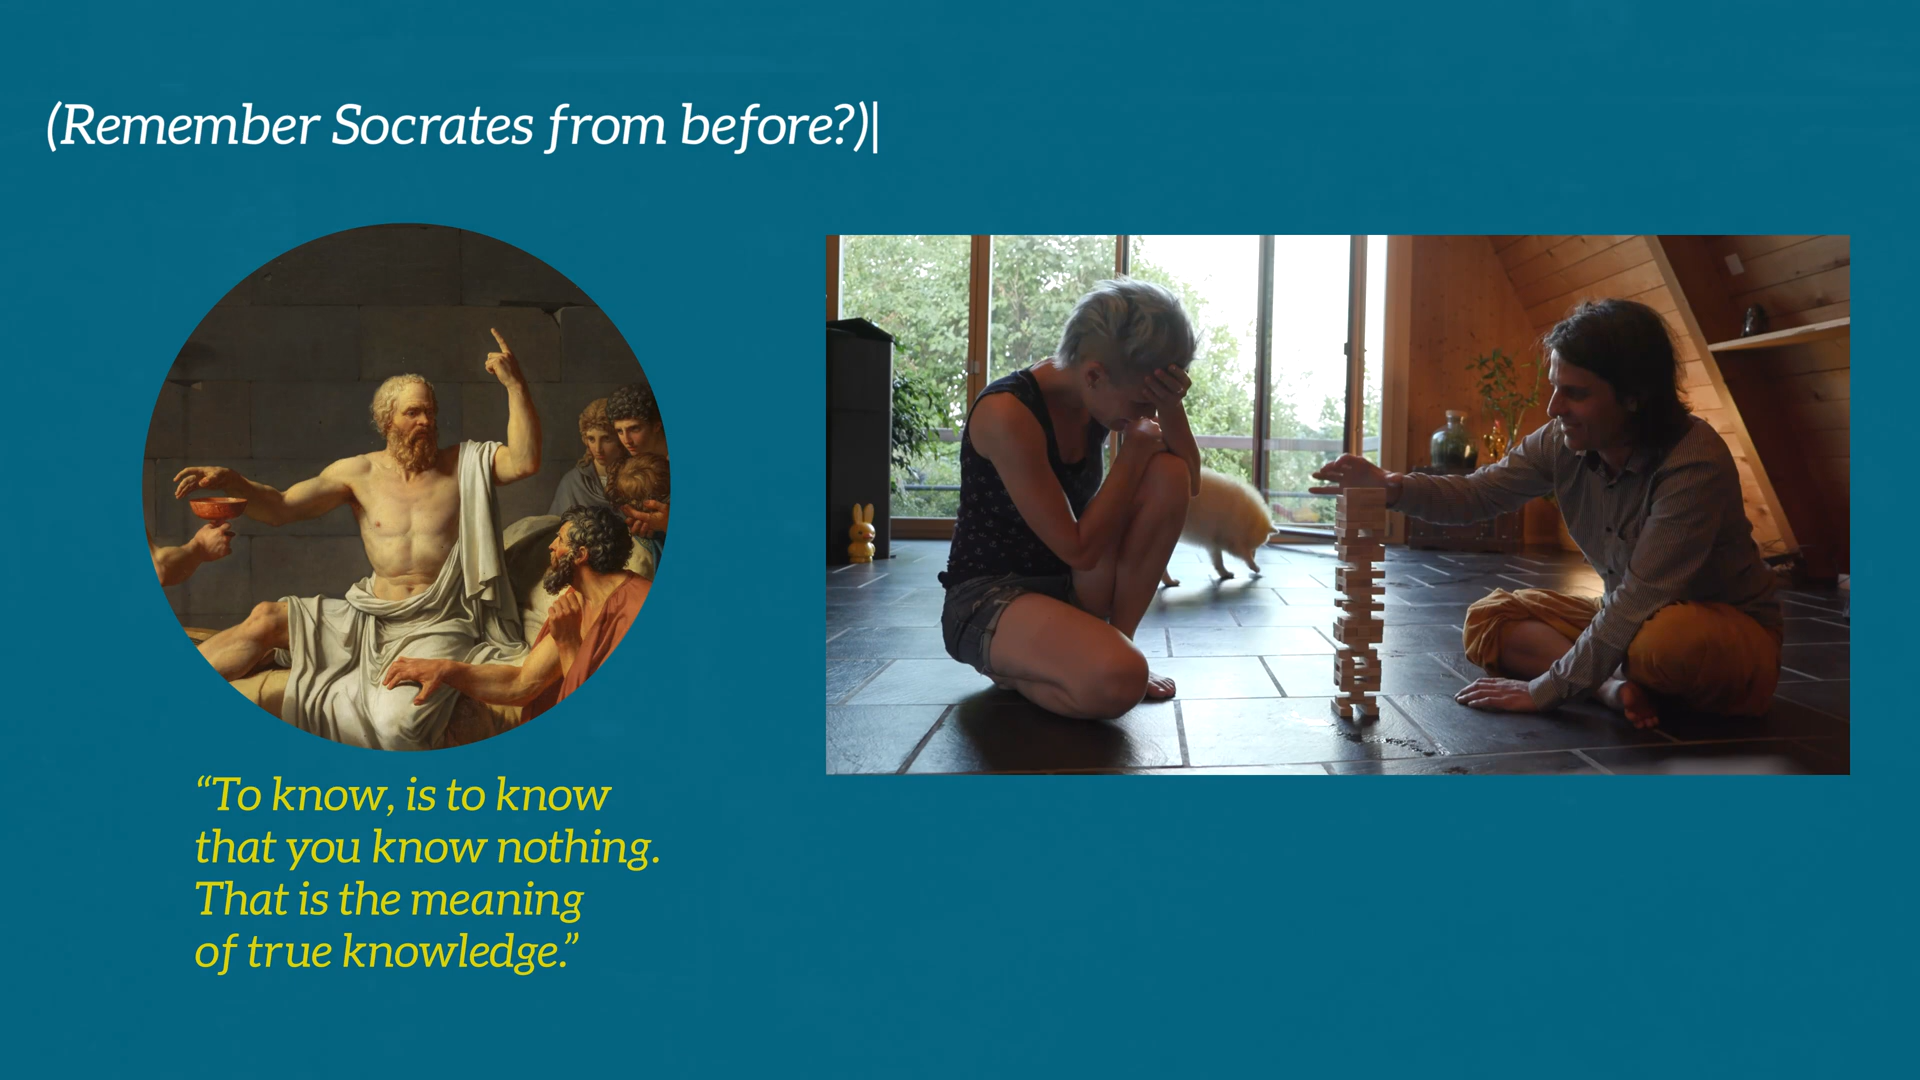 (Remember Socrates from before?)|
“To know, is to know
that you know nothing.
That is the meaning
of true knowledge.”